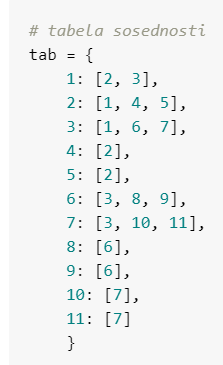 # tabela sosednosti
tab = {
    1: [2, 3],
    2: [1, 4, 5],
    3: [1, 6, 7],
    4: [2],
    5: [2],
    6: [3, 8, 9],
    7: [3, 10, 11],
    8: [6],
    9: [6],
    10: [7],
    11: [7]
    }